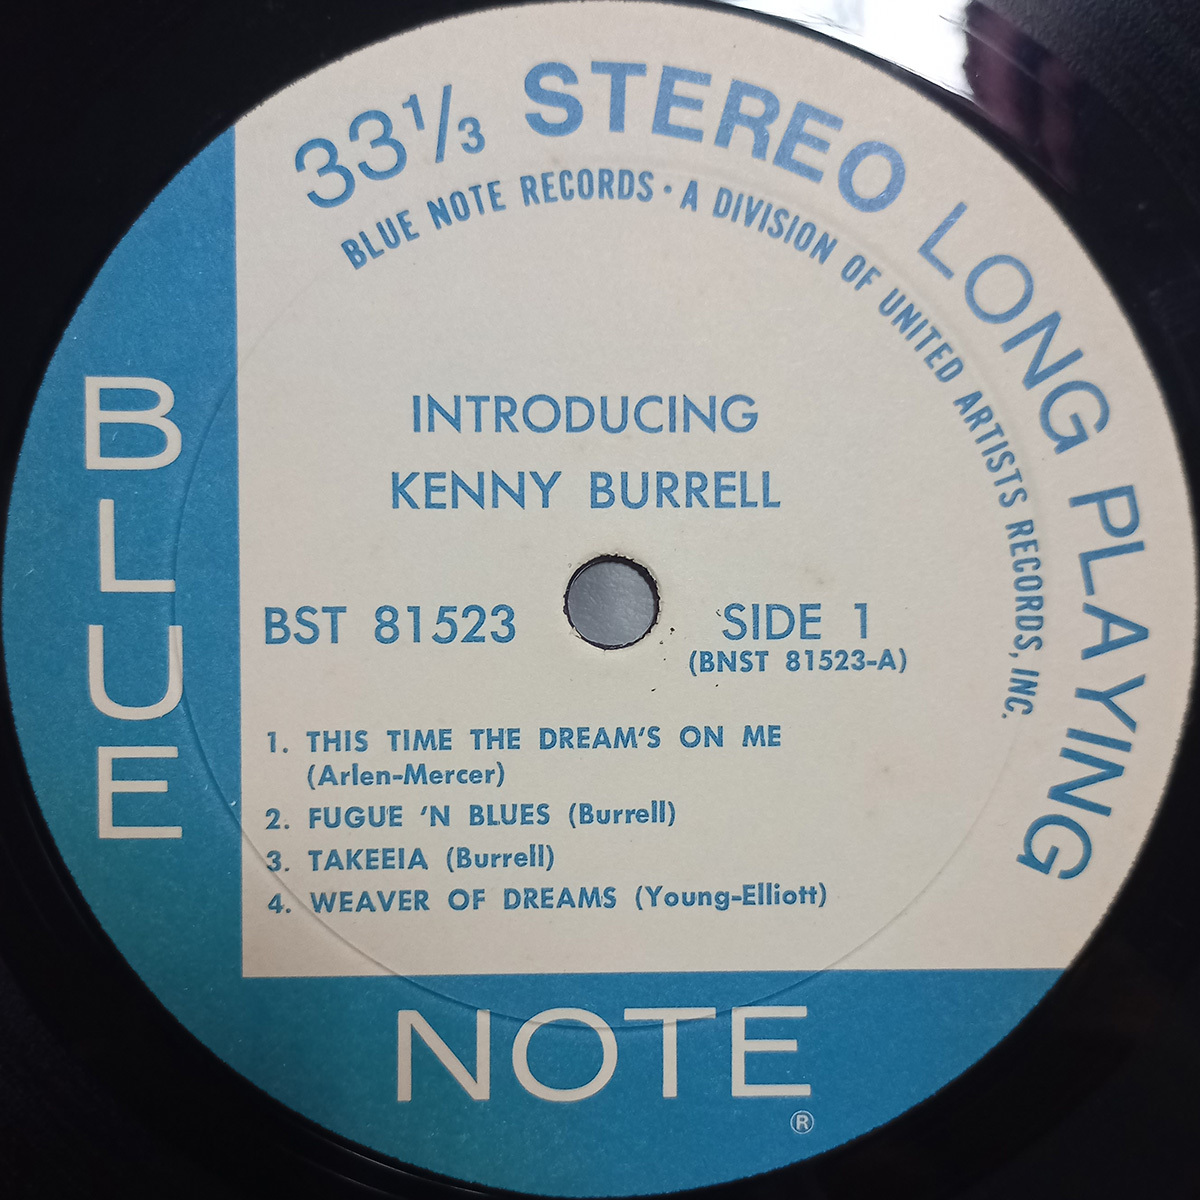 33⅓ STEREO LONG PLAYING
BLUE NOTE RECORDS • A DIVISION OF UNITED ARTISTS RECORDS, INC.
INTRODUCING
KENNY BURRELL
BST 81523
SIDE 1
(BNST 81523-A)
1. THIS TIME THE DREAM'S ON ME
(Arlen-Mercer)
2. FUGUE 'N BLUES (Burrell)
3. TAKEEIA (Burrell)
4. WEAVER OF DREAMS (Young-Elliott)
BLUE
NOTE
®